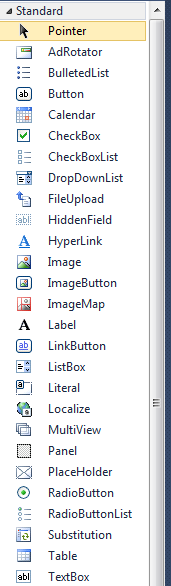 Standard
Pointer
AdRotator
BulletedList
Button
Calendar
CheckBox
CheckBoxList
DropDownList
FileUpload
HiddenField
HyperLink
Image
ImageButton
ImageMap
Label
LinkButton
ListBox
Literal
Localize
MultiView
Panel
PlaceHolder
RadioButton
RadioButtonList
Substitution
Table
TextBox